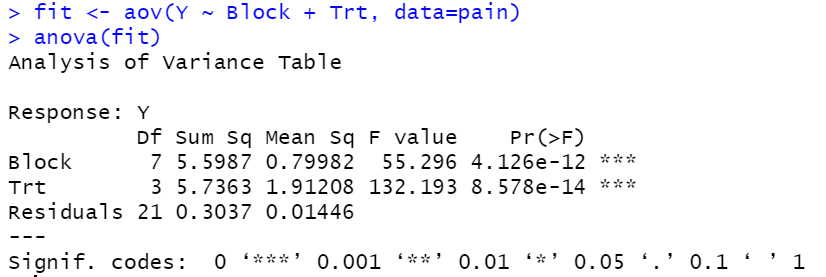 > fit <- aov(Y ~ Block + Trt, data=pain)
> anova(fit)
Analysis of Variance Table

Response: Y
          Df Sum Sq Mean Sq F value    Pr(>F)
Block      7 5.5987 0.79982  55.296 4.126e-12 ***
Trt        3 5.7363 1.91208 132.193 8.578e-14 ***
Residuals 21 0.3037 0.01446
---
Signif. codes:  0 ‘***’ 0.001 ‘**’ 0.01 ‘*’ 0.05 ‘.’ 0.1 ‘ ’ 1